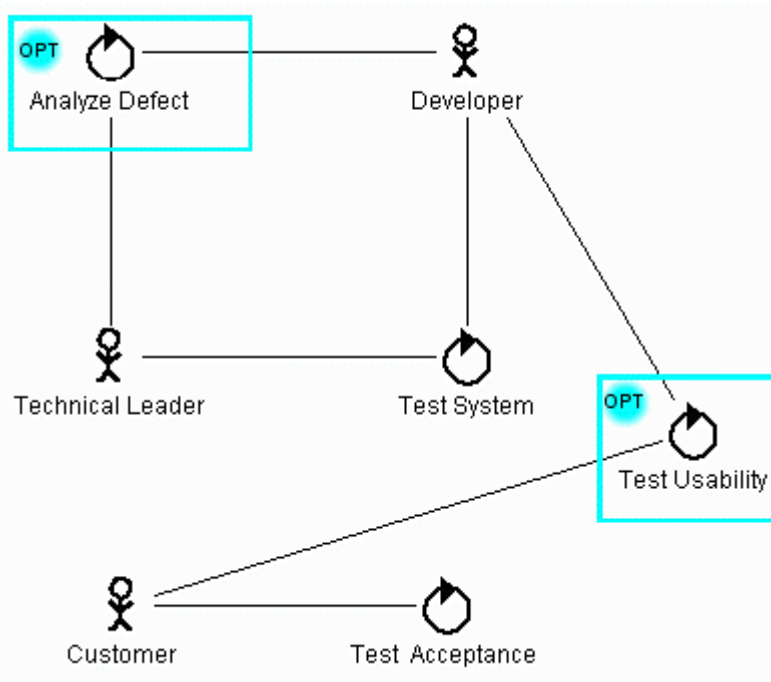 OPT
Analyze Defect
Developer
Technical Leader
Test System
OPT
Test Usability
Customer
Test Acceptance